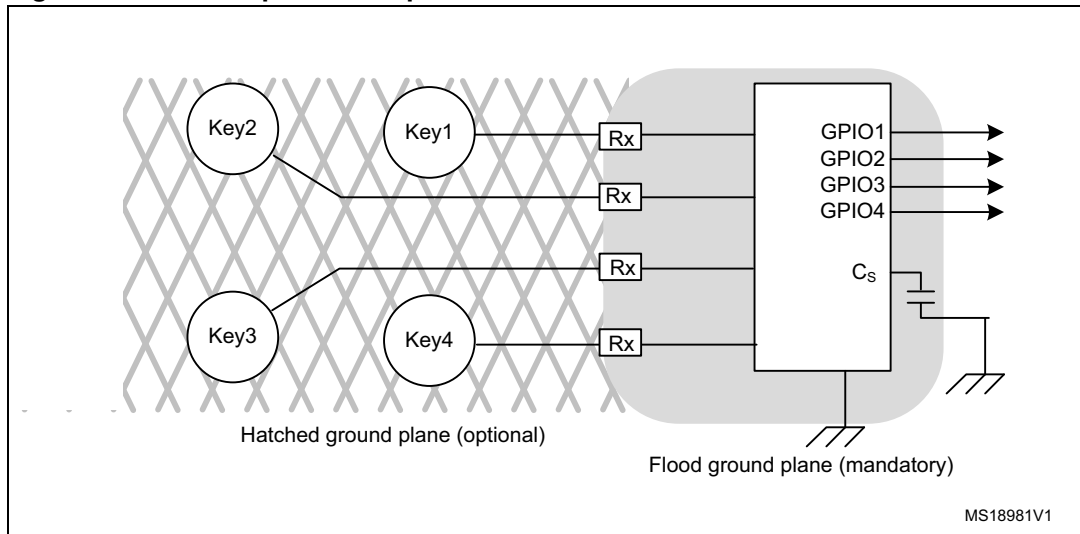 Key2
Key1
Rx
GPIO1
GPIO2
Rx
GPIO3
GPIO4
Rx
C_S
Key3
Key4
Rx
Hatched ground plane (optional)
Flood ground plane (mandatory)
MS18981V1